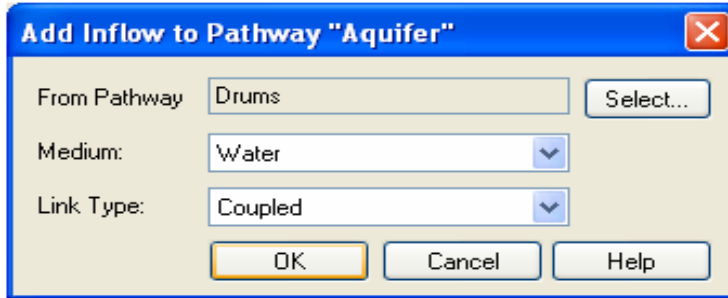 Add Inflow to Pathway "Aquifer"
From Pathway Drums Select...
Medium: Water
Link Type: Coupled
OK Cancel Help